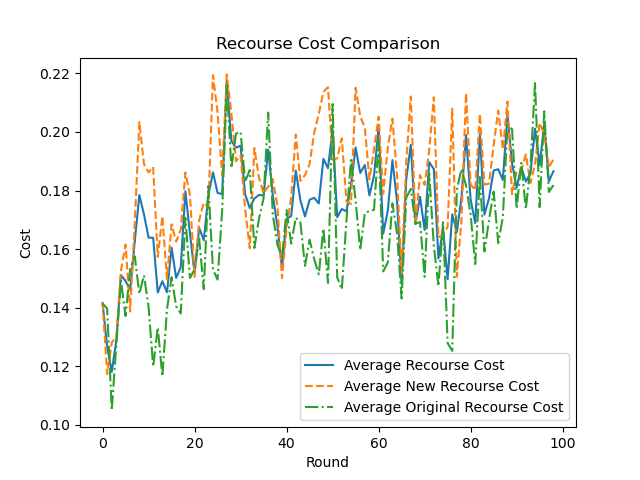 Recourse Cost Comparison
0.22
0.20
0.18
0.16
0.14
0.12
0.10
Cost
Average Recourse Cost
Average New Recourse Cost
Average Original Recourse Cost
0 20 40 60 80 100
Round